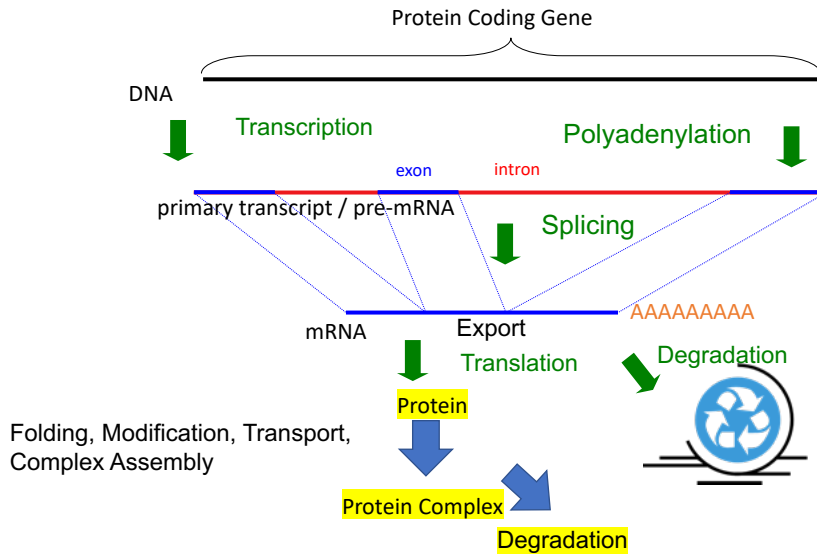 Protein Coding Gene
DNA
Transcription
Polyadenylation
exon
intron
primary transcript / pre-mRNA
Splicing
AAAAAAAAA
mRNA
Export
Translation
Degradation
Protein
Folding, Modification, Transport,
Complex Assembly
Protein Complex
Degradation